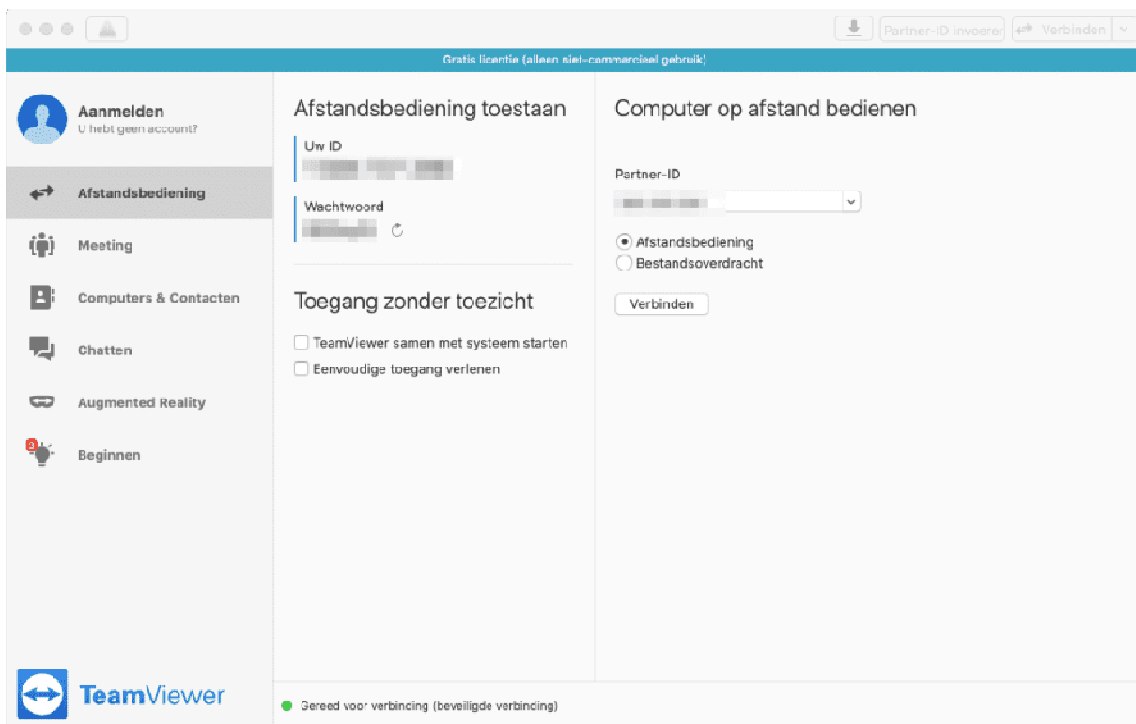 Partner-ID invoeren
Verbinden
Gratis licentie (alleen niet-commercieel gebruik)
Aanmelden
U hebt geen account?
Afstandsbediening
Meeting
Computers & Contacten
Chatten
Augmented Reality
Beginnen
TeamViewer
Afstandsbediening toestaan
Uw ID
Wachtwoord
Toegang zonder toezicht
TeamViewer samen met systeem starten
Eenvoudige toegang verlenen
Computer op afstand bedienen
Partner-ID
Afstandsbediening
Bestandsoverdracht
Verbinden
Gereed voor verbinding (beveiligde verbinding)